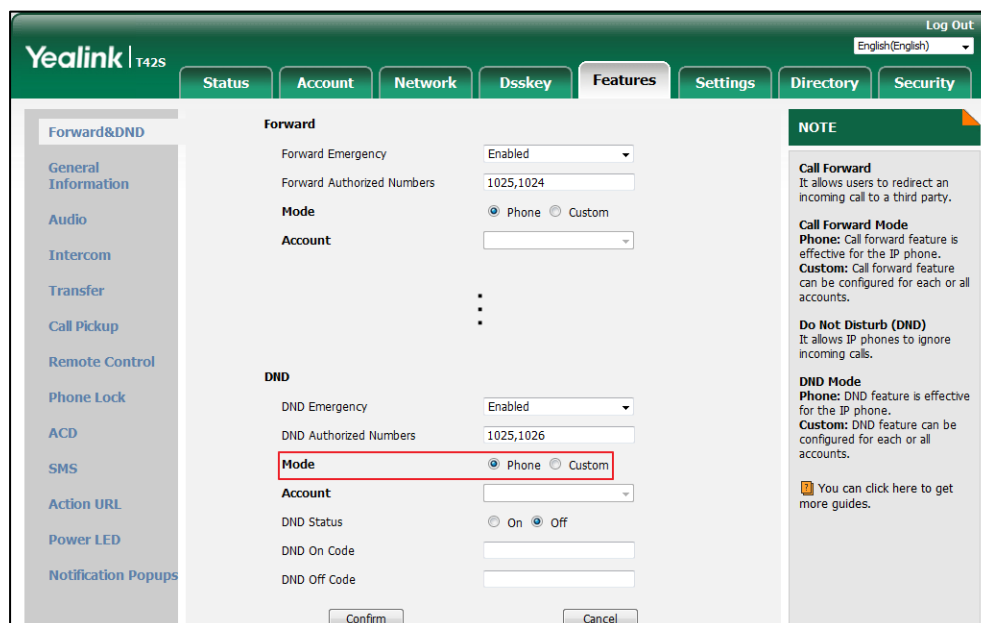 Log Out
Yealink | T42S
English(English)
Status Account Network Dsskey Features Settings Directory Security
Forward&DND
General
Information
Audio
Intercom
Transfer
Call Pickup
Remote Control
Phone Lock
ACD
SMS
Action URL
Power LED
Notification Popups
Forward
Forward Emergency Enabled
Forward Authorized Numbers 1025,1024
Mode Phone Custom
Account
DND
DND Emergency Enabled
DND Authorized Numbers 1025,1026
Mode Phone Custom
Account
DND Status On Off
DND On Code
DND Off Code
Confirm Cancel
NOTE
Call Forward
It allows users to redirect an
incoming call to a third party.
Call Forward Mode
Phone: Call forward feature is
effective for the IP phone.
Custom: Call forward feature
can be configured for each or all
accounts.
Do Not Disturb (DND)
It allows IP phones to ignore
incoming calls.
DND Mode
Phone: DND feature is effective
for the IP phone.
Custom: DND feature can be
configured for each or all
accounts.
You can click here to get
more guides.